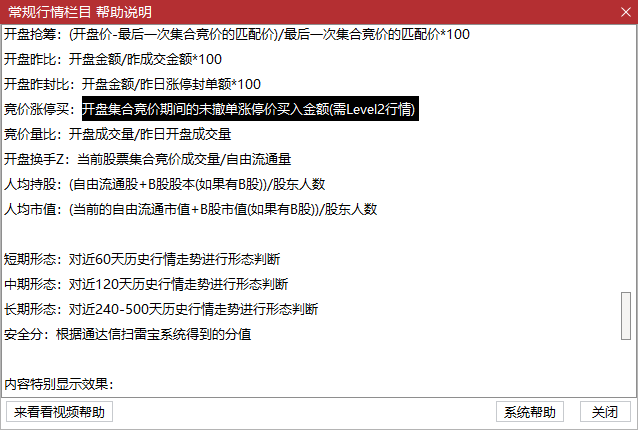 常规行情栏目 帮助说明
开盘抢筹：(开盘价-最后一次集合竞价的匹配价)/最后一次集合竞价的匹配价*100
开盘昨比：开盘金额/昨成交金额*100
开盘昨封比：开盘金额/昨日涨停封单额*100
竞价涨停买：开盘集合竞价期间的未撤单涨停价买入金额(需Level2行情)
竞价量比：开盘成交量/昨日开盘成交量
开盘换手Z：当前股票集合竞价成交量/自由流通量
人均持股：(自由流通股+B股股本(如果有B股))/股东人数
人均市值：(当前的自由流通市值+B股市值(如果有B股))/股东人数
短期形态：对近60天历史行情走势进行形态判断
中期形态：对近120天历史行情走势进行形态判断
长期形态：对近240-500天历史行情走势进行形态判断
安全分：根据通达信扫雷宝系统得到的分值
内容特别显示效果：
来看看视频帮助
系统帮助
关闭